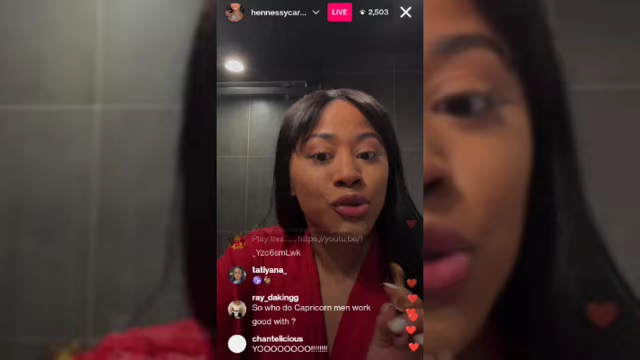 hennessycar...
LIVE
2,503
Play this...... https://youtu.be/I
_Yzc6smLwk
tatiyana_
ray_dakingg
So who do Capricorn men work
good with ?
chantelicious
YOOOOOOOO!!!!!!!!